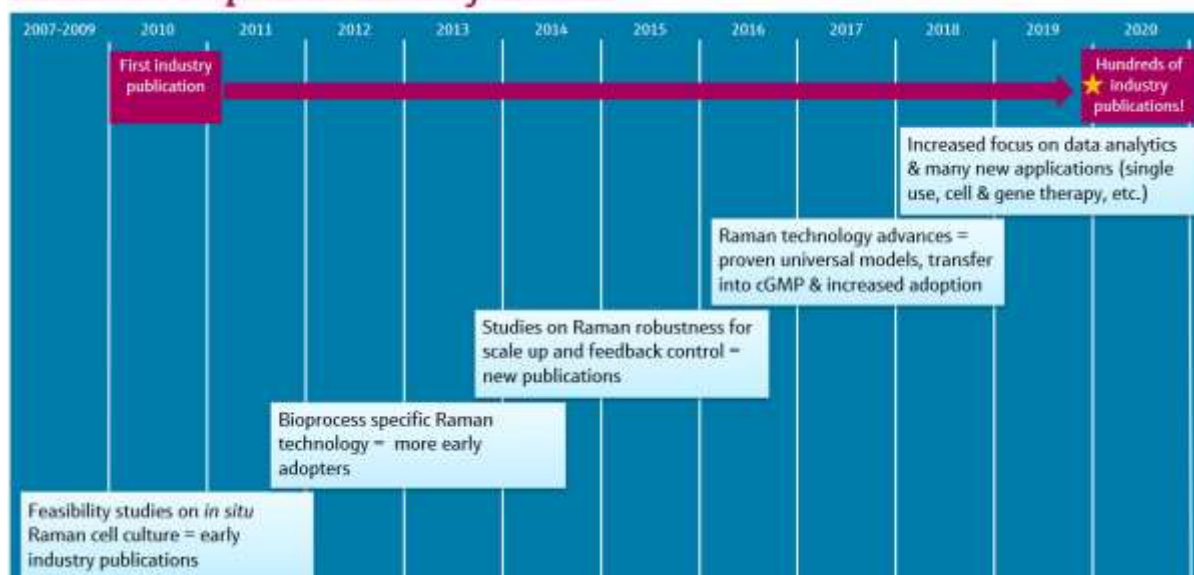 2007-2009 2010 2011 2012 2013 2014 2015 2016 2017 2018 2019 2020
First industry
publication
Hundreds of
industry
publications!
Increased focus on data analytics
& many new applications (single
use, cell & gene therapy, etc.)
Raman technology advances =
proven universal models, transfer
into cGMP & increased adoption
Studies on Raman robustness for
scale up and feedback control =
new publications
Bioprocess specific Raman
technology = more early
adopters
Feasibility studies on in situ
Raman cell culture = early
industry publications